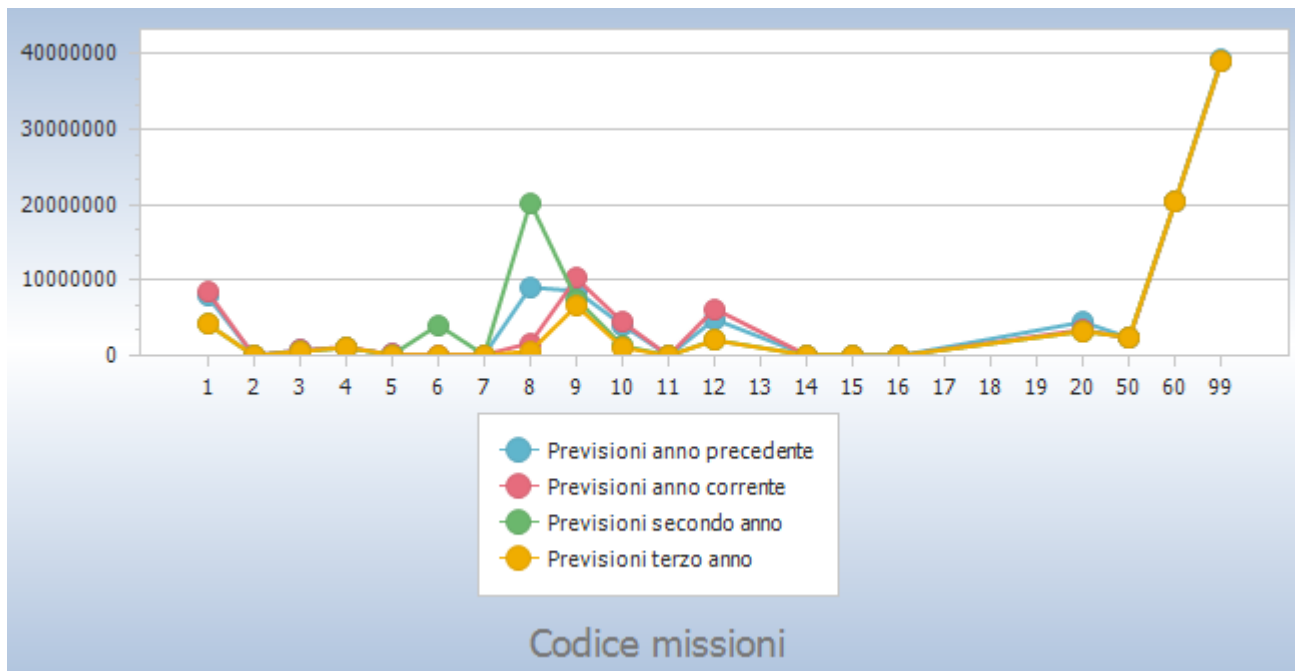 40000000
30000000
20000000
10000000
0
1 2 3 4 5 6 7 8 9 10 11 12 13 14 15 16 17 18 19 20 50 60 99
Previsioni anno precedente
Previsioni anno corrente
Previsioni secondo anno
Previsioni terzo anno
Codice missioni